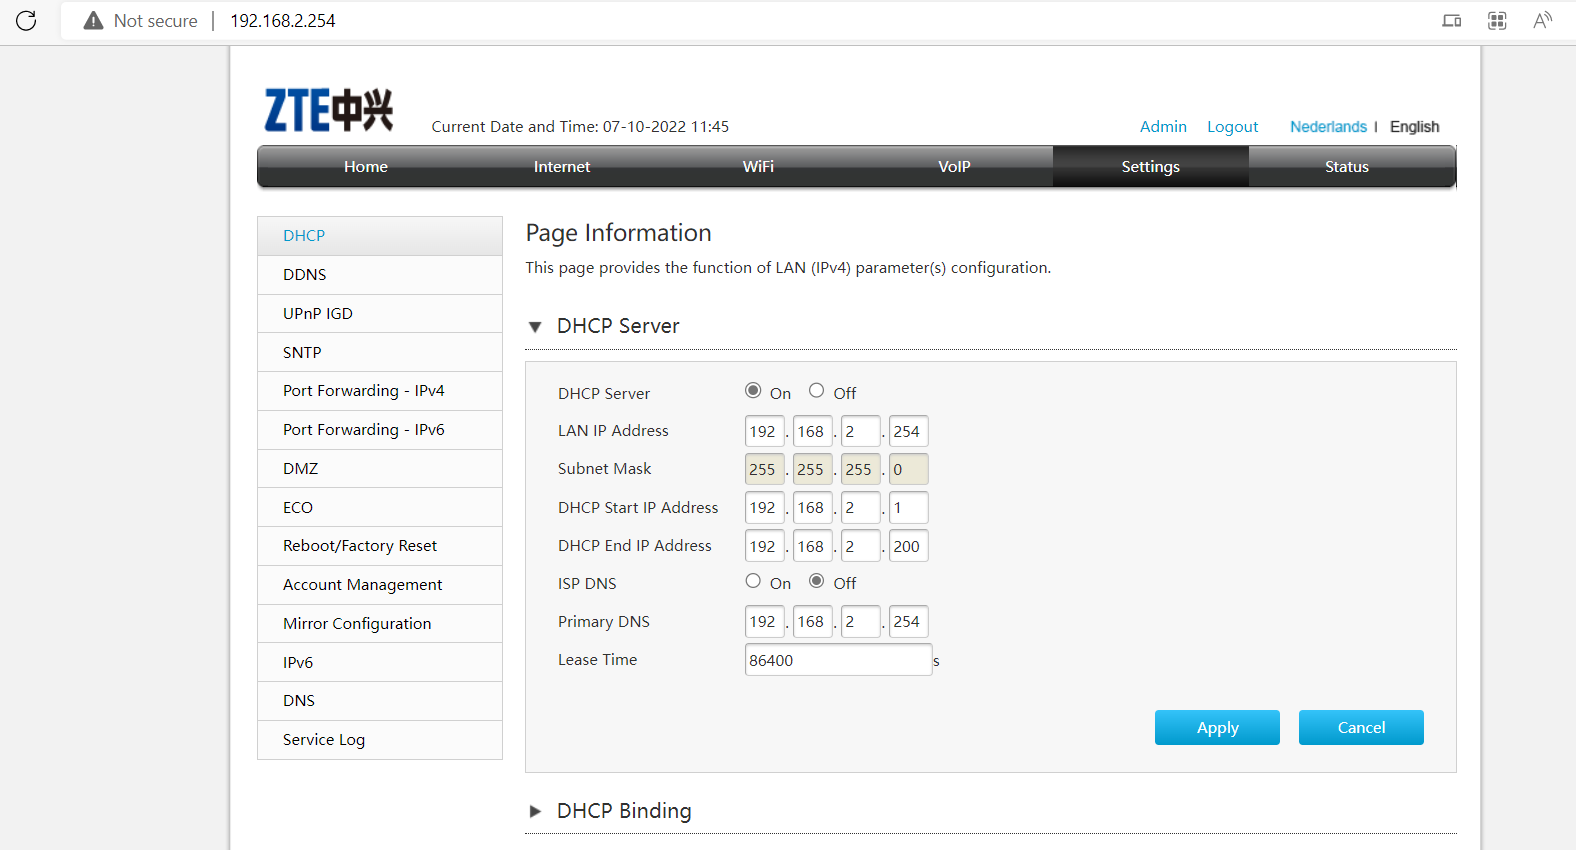 Not secure | 192.168.2.254
ZTE中兴
Current Date and Time: 07-10-2022 11:45
Admin Logout Nederlands | English
Home Internet WiFi VoIP Settings Status
DHCP
DDNS
UPnP IGD
SNTP
Port Forwarding - IPv4
Port Forwarding - IPv6
DMZ
ECO
Reboot/Factory Reset
Account Management
Mirror Configuration
IPv6
DNS
Service Log
Page Information
This page provides the function of LAN (IPv4) parameter(s) configuration.
DHCP Server
DHCP Server On Off
LAN IP Address 192 . 168 . 2 . 254
Subnet Mask 255 . 255 . 255 . 0
DHCP Start IP Address 192 . 168 . 2 . 1
DHCP End IP Address 192 . 168 . 2 . 200
ISP DNS On Off
Primary DNS 192 . 168 . 2 . 254
Lease Time 86400 s
Apply Cancel
DHCP Binding